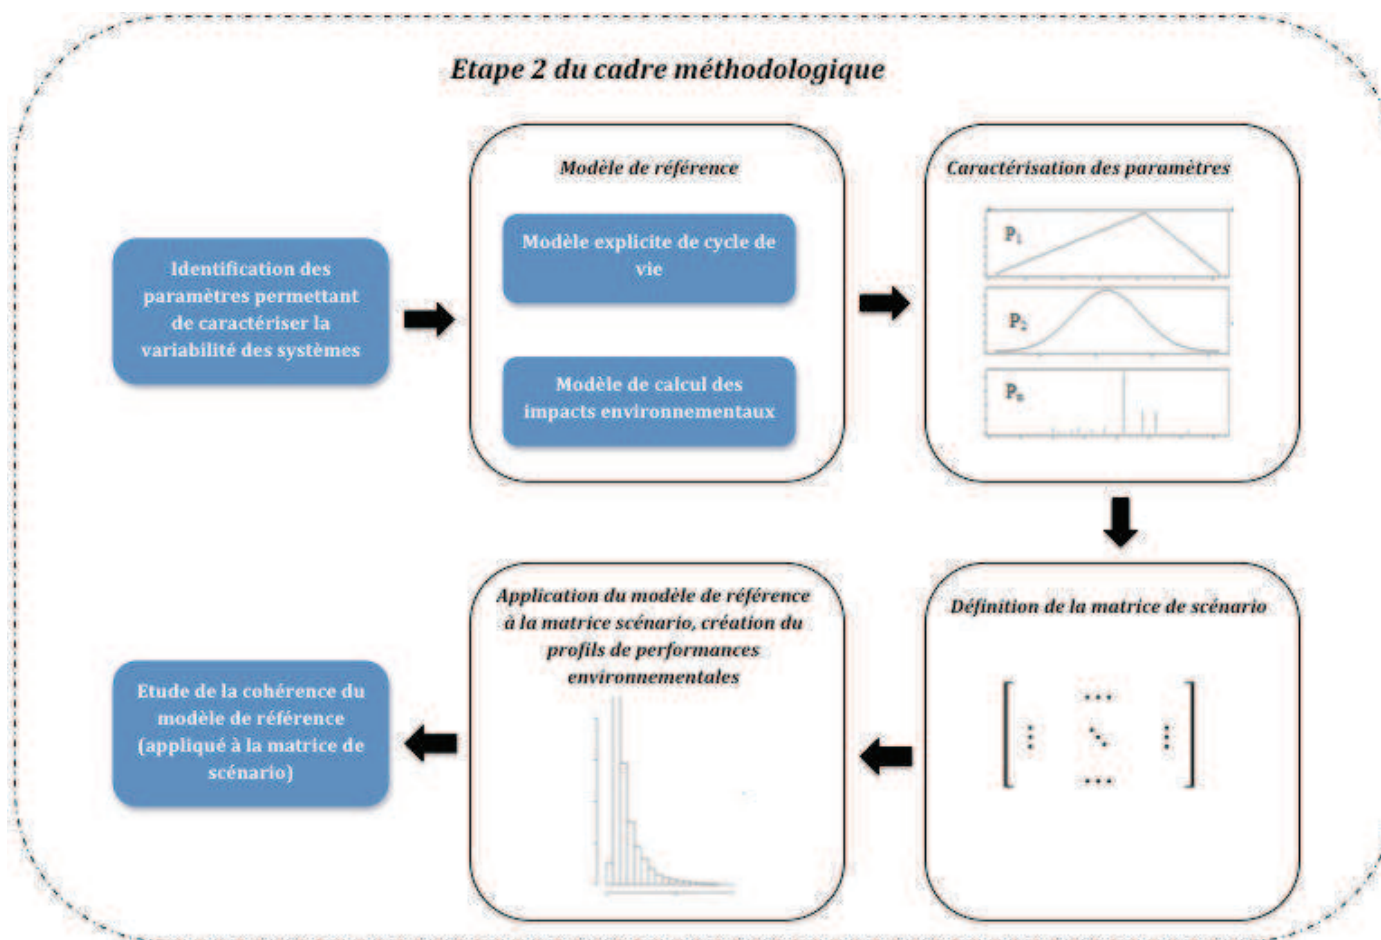 Etape 2 du cadre méthodologique
Identification des
paramètres permettant
de caractériser la
variabilité des systèmes
Modèle de référence
Modèle explicite de cycle de
vie
Modèle de calcul des
impacts environnementaux
Caractérisation des paramètres
P1
P2
Pn
Définition de la matrice de scénario
Application du modèle de référence
à la matrice scénario, création du
profils de performances
environnementales
Etude de la cohérence du
modèle de référence
(appliqué à la matrice de
scénario)